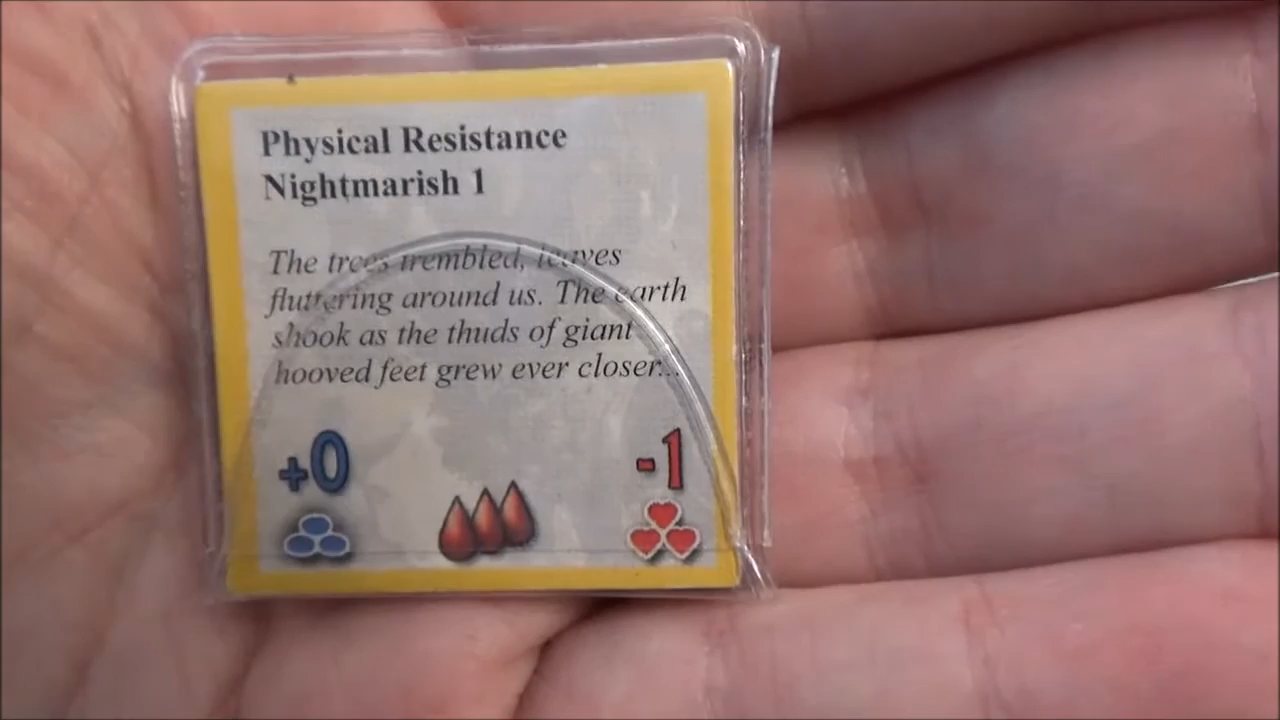 Physical Resistance
Nightmarish 1
The trees trembled, leaves
fluttering around us. The earth
shook as the thuds of giant
hooved feet grew ever closer...
+0
-1